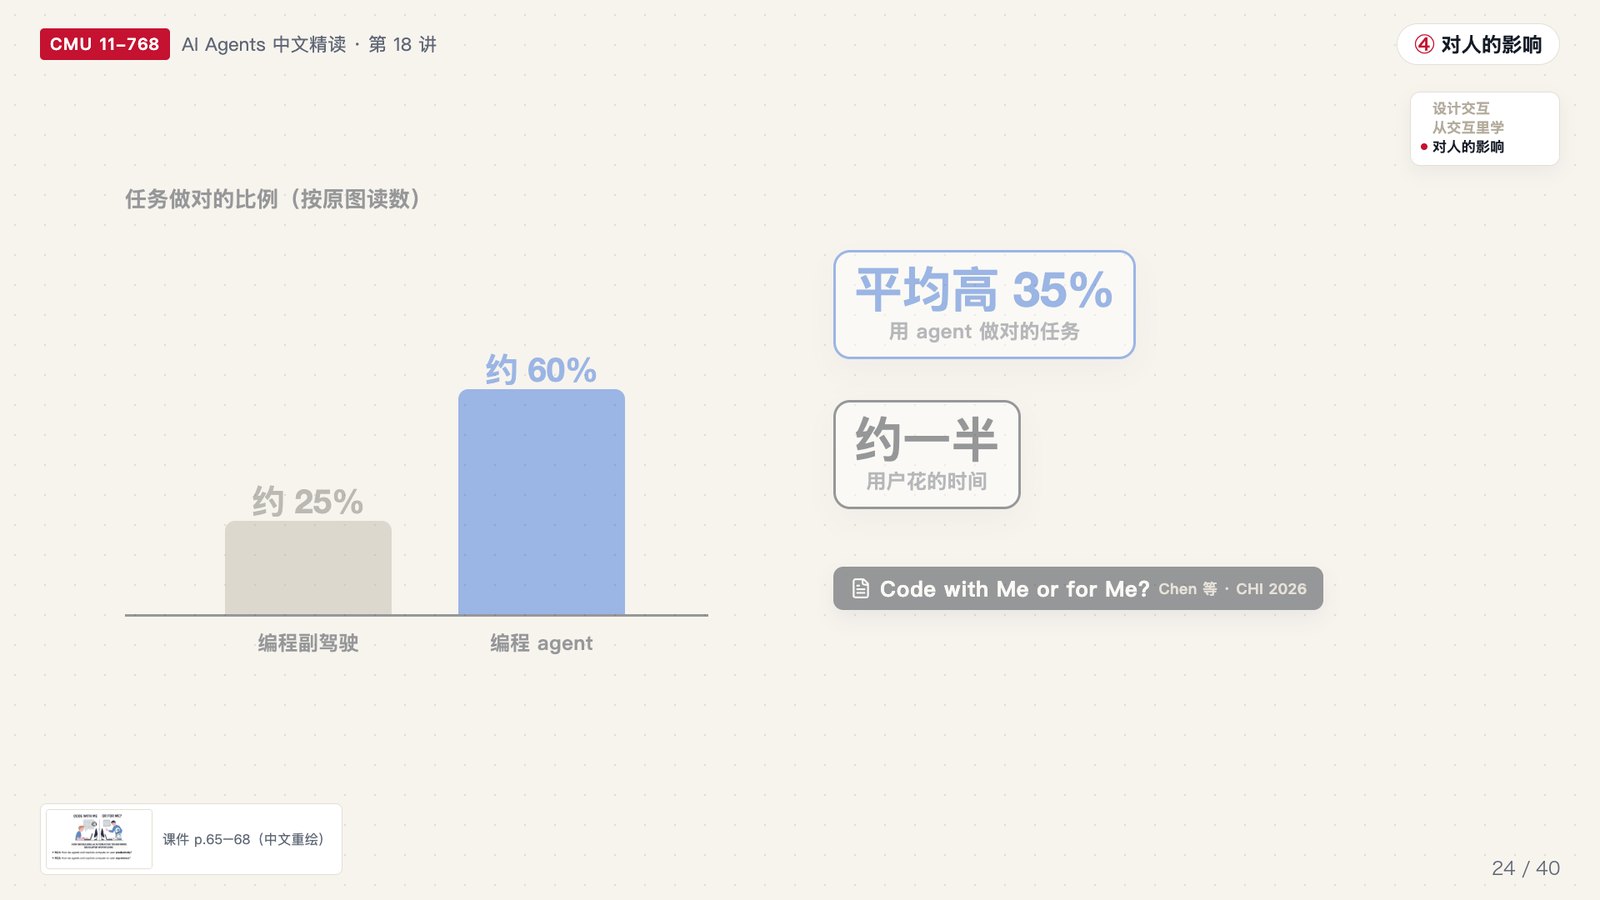 CMU 11-768 AI Agents 中文精读 · 第 18 讲
④ 对人的影响
设计交互
从交互里学
对人的影响
任务做对的比例（按原图读数）
约 25%
约 60%
编程副驾驶
编程 agent
平均高 35%
用 agent 做对的任务
约一半
用户花的时间
Code with Me or for Me? Chen 等 · CHI 2026
课件 p.65–68（中文重绘）
24 / 40